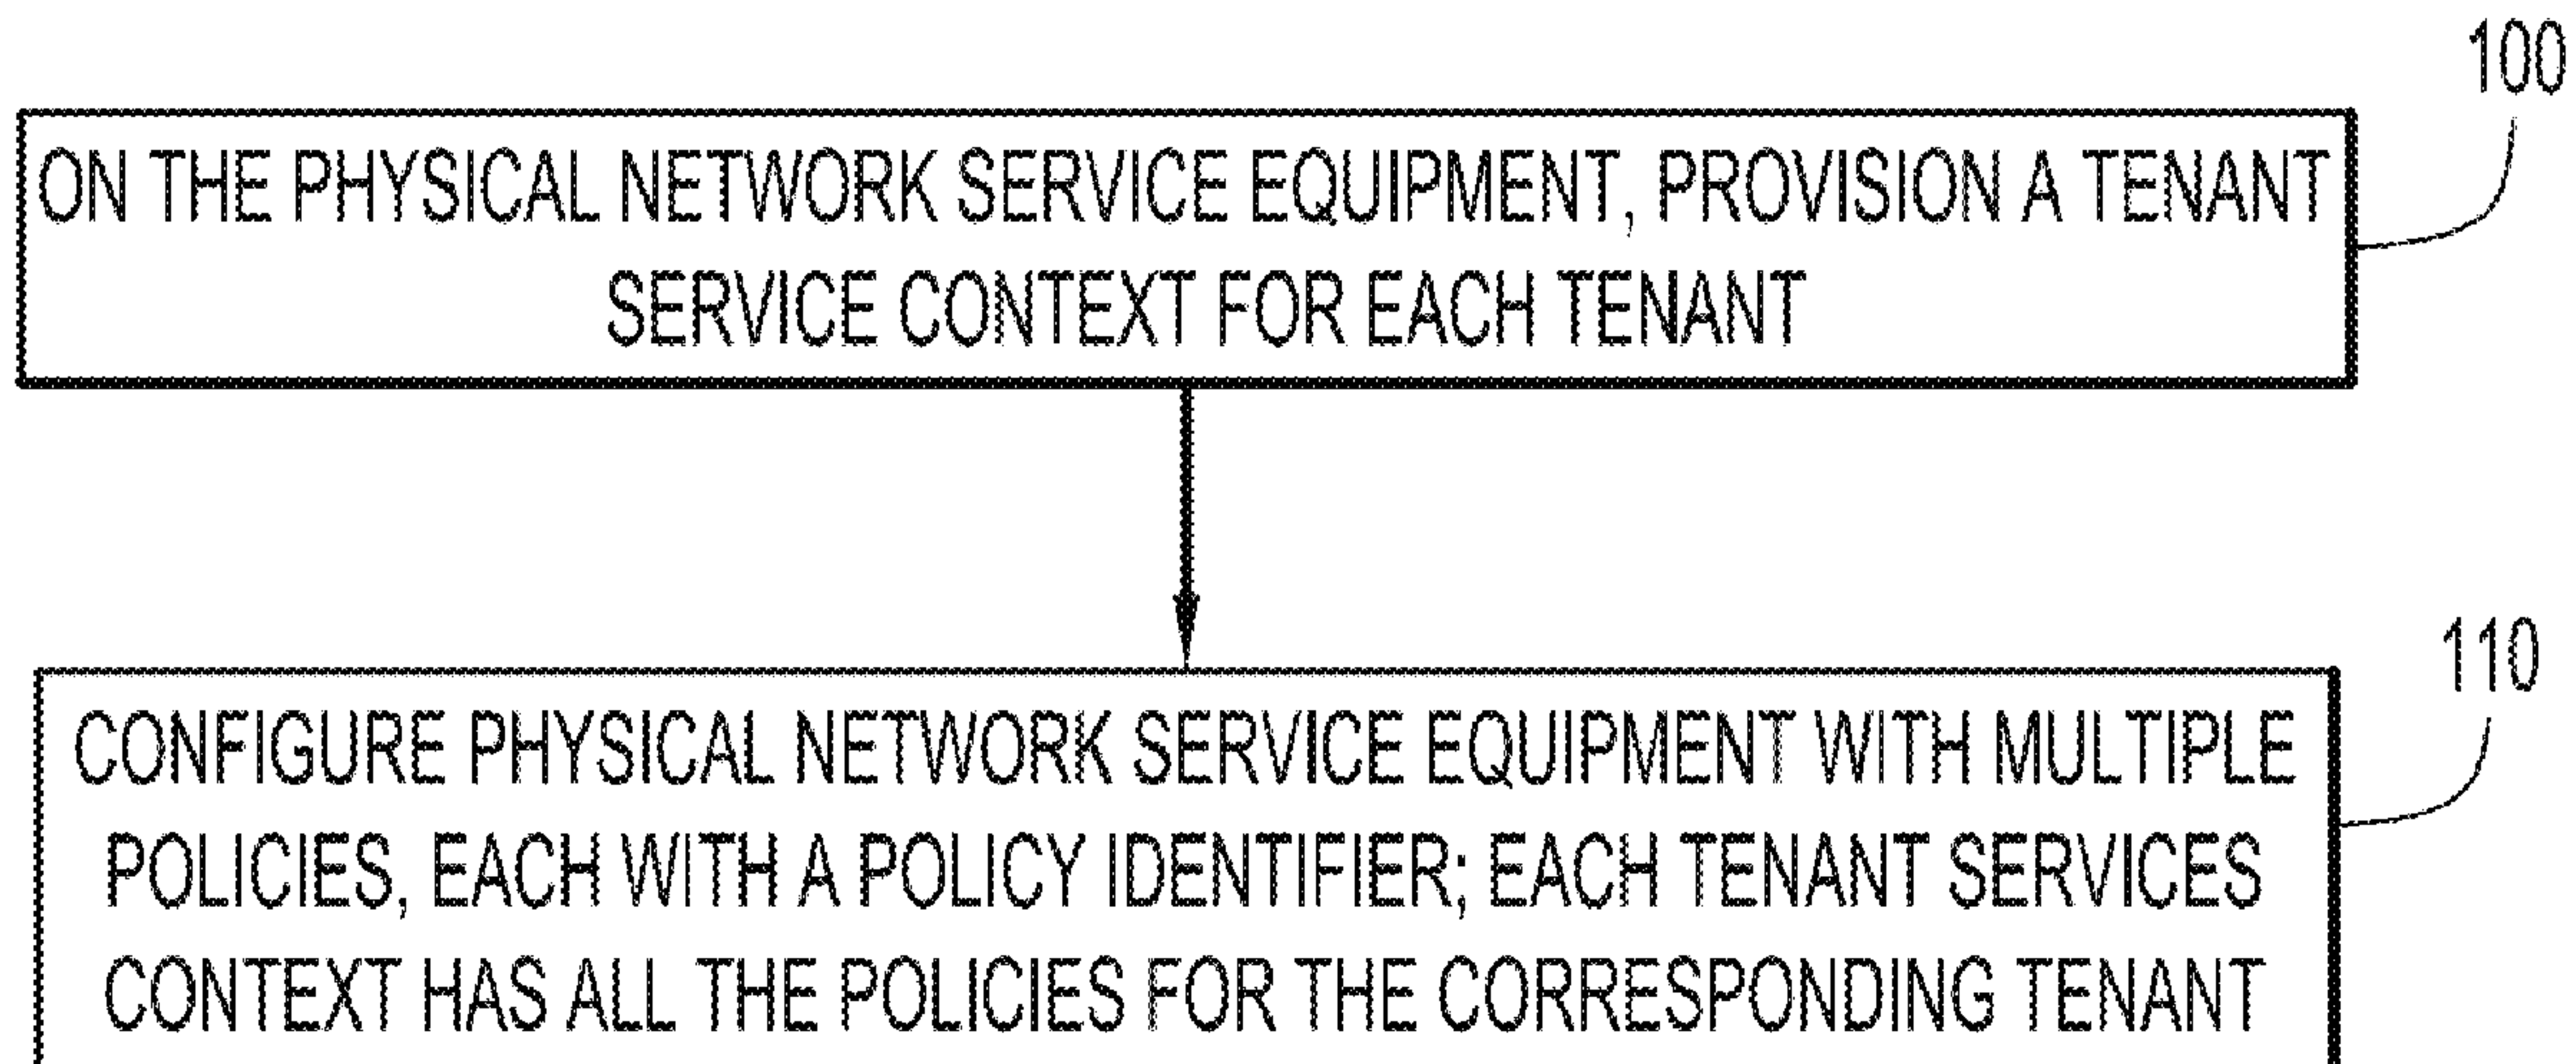 100
ON THE PHYSICAL NETWORK SERVICE EQUIPMENT, PROVISION A TENANT
SERVICE CONTEXT FOR EACH TENANT
110
CONFIGURE PHYSICAL NETWORK SERVICE EQUIPMENT WITH MULTIPLE
POLICIES, EACH WITH A POLICY IDENTIFIER; EACH TENANT SERVICES
CONTEXT HAS ALL THE POLICIES FOR THE CORRESPONDING TENANT